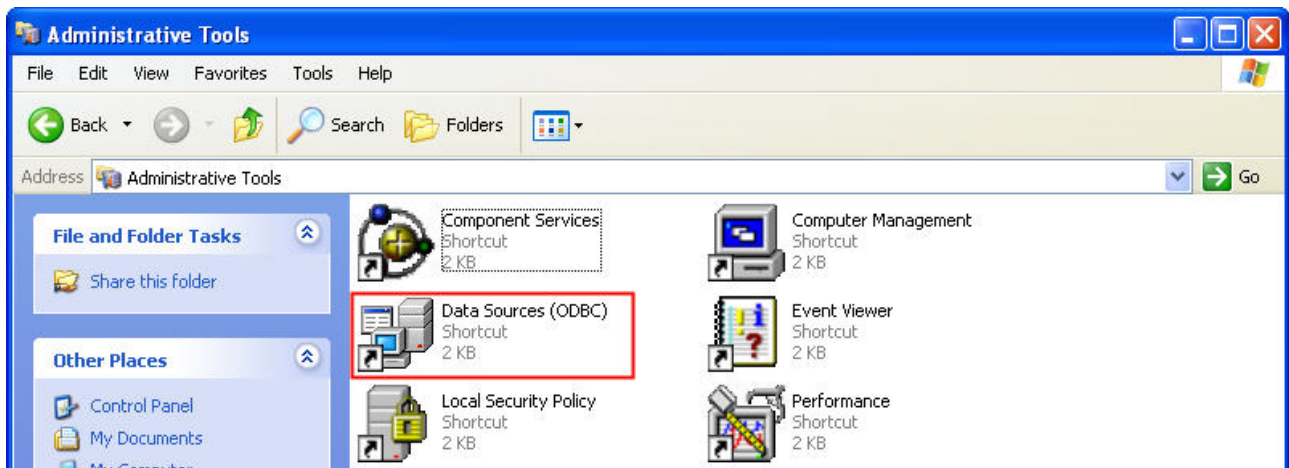 Administrative Tools
File Edit View Favorites Tools Help
Back Search Folders
Address Administrative Tools Go
File and Folder Tasks
Share this folder
Other Places
Control Panel
My Documents
My Computer
Component Services
Shortcut
2 KB
Computer Management
Shortcut
2 KB
Data Sources (ODBC)
Shortcut
2 KB
Event Viewer
Shortcut
2 KB
Local Security Policy
Shortcut
2 KB
Performance
Shortcut
2 KB